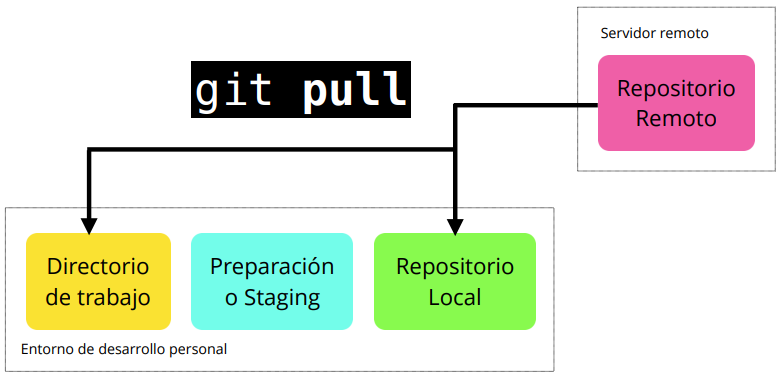 Servidor remoto
git pull
Repositorio
Remoto
Directorio
de trabajo
Preparación
o Staging
Repositorio
Local
Entorno de desarrollo personal